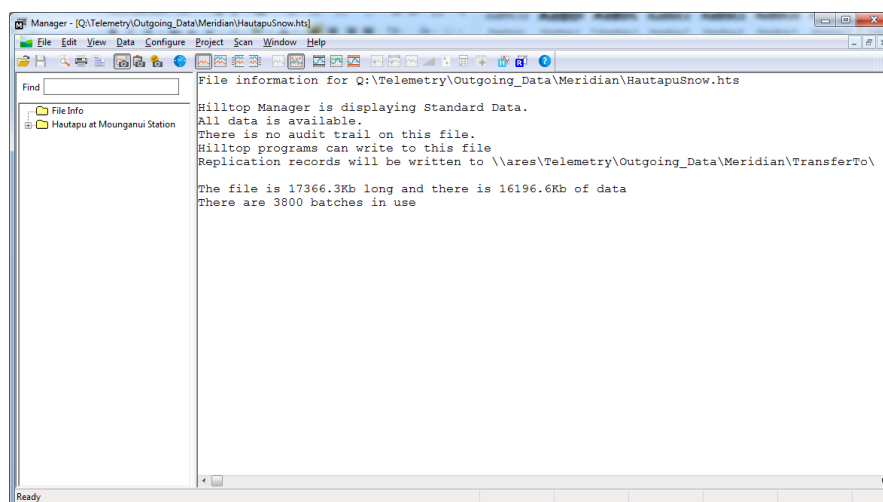 Manager - [Q:\Telemetry\Outgoing_Data\Meridian\HautapuSnow.hts]
File Edit View Data Configure Project Scan Window Help
Find
File Info
Hautapu at Mounganui Station
File information for Q:\Telemetry\Outgoing_Data\Meridian\HautapuSnow.hts
Hilltop Manager is displaying Standard Data.
All data is available.
There is no audit trail on this file.
Hilltop programs can write to this file
Replication records will be written to \\ares\Telemetry\Outgoing_Data\Meridian\TransferTo\
The file is 17366.3Kb long and there is 16196.6Kb of data
There are 3800 batches in use
Ready